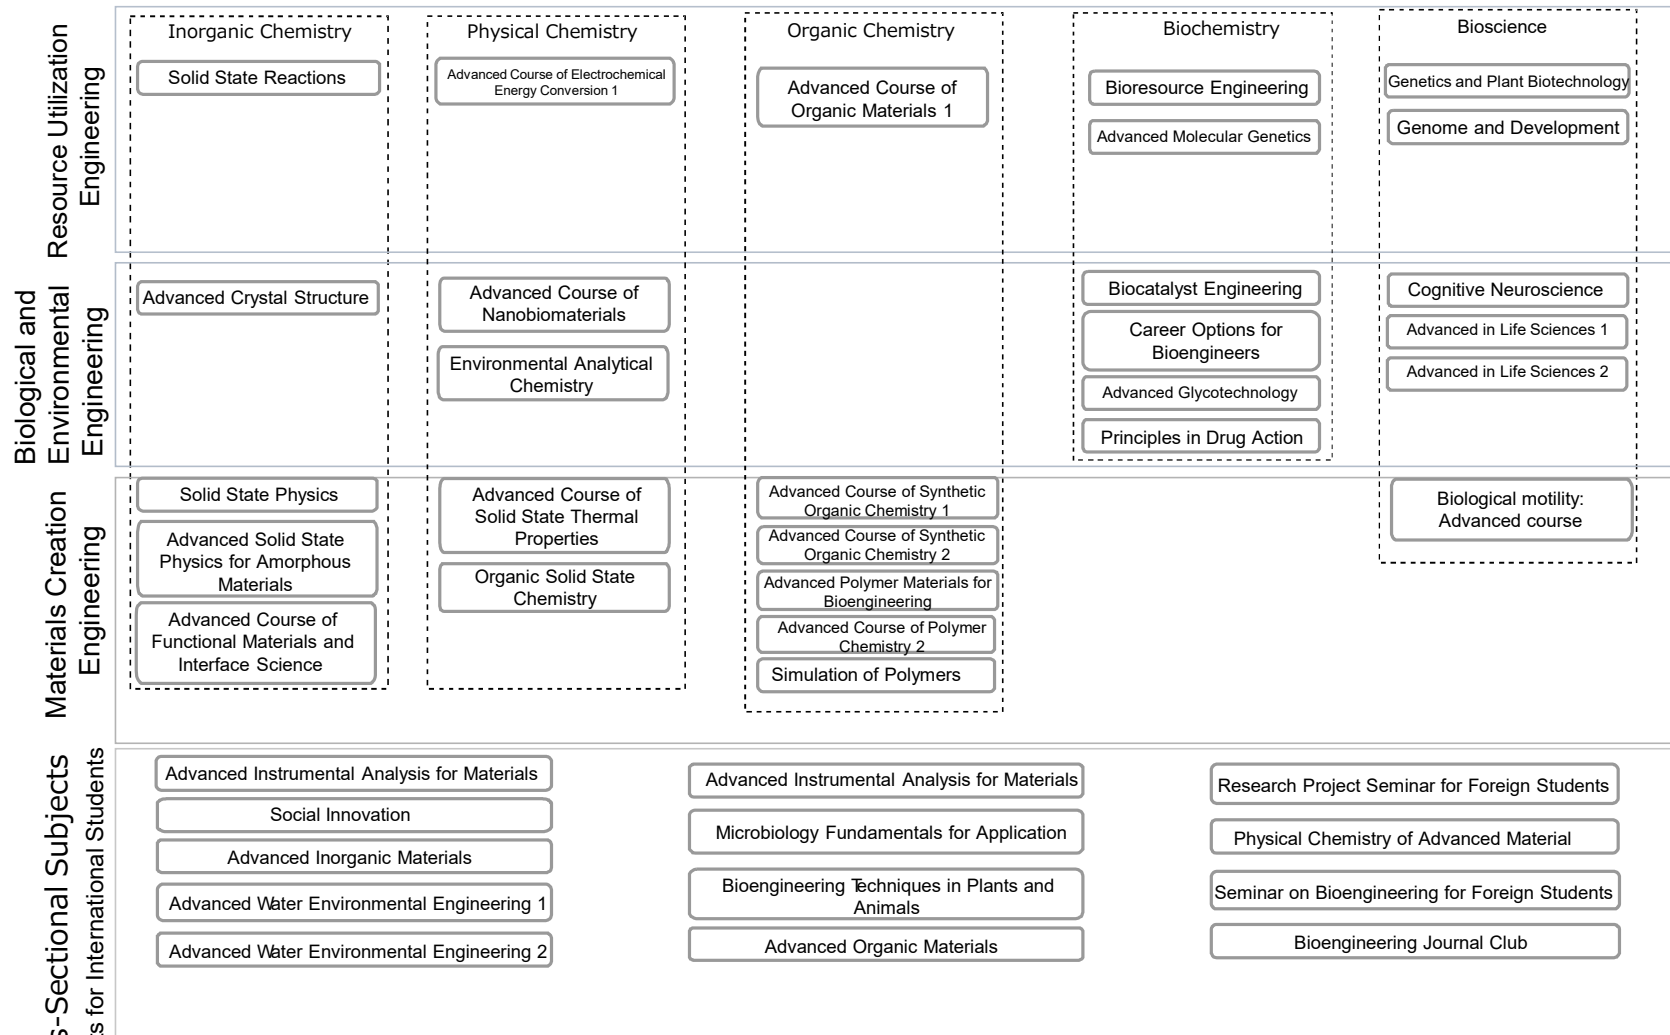 Resource Utilization
Engineering
Inorganic Chemistry
Solid State Reactions
Physical Chemistry
Advanced Course of Electrochemical
Energy Conversion 1
Organic Chemistry
Advanced Course of
Organic Materials 1
Biochemistry
Bioresource Engineering
Advanced Molecular Genetics
Bioscience
Genetics and Plant Biotechnology
Genome and Development
Biological and
Environmental
Engineering
Advanced Crystal Structure
Advanced Course of
Nanobiomaterials
Environmental Analytical
Chemistry
Biocatalyst Engineering
Career Options for
Bioengineers
Advanced Glycotechnology
Principles in Drug Action
Cognitive Neuroscience
Advanced in Life Sciences 1
Advanced in Life Sciences 2
Materials Creation
Engineering
Solid State Physics
Advanced Solid State
Physics for Amorphous
Materials
Advanced Course of
Functional Materials and
Interface Science
Advanced Course of
Solid State Thermal
Properties
Organic Solid State
Chemistry
Advanced Course of Synthetic
Organic Chemistry 1
Advanced Course of Synthetic
Organic Chemistry 2
Advanced Polymer Materials for
Bioengineering
Advanced Course of Polymer
Chemistry 2
Simulation of Polymers
Biological motility:
Advanced course
s-Sectional Subjects
ts for International Students
Advanced Instrumental Analysis for Materials
Social Innovation
Advanced Inorganic Materials
Advanced Water Environmental Engineering 1
Advanced Water Environmental Engineering 2
Advanced Instrumental Analysis for Materials
Microbiology Fundamentals for Application
Bioengineering Techniques in Plants and
Animals
Advanced Organic Materials
Research Project Seminar for Foreign Students
Physical Chemistry of Advanced Material
Seminar on Bioengineering for Foreign Students
Bioengineering Journal Club